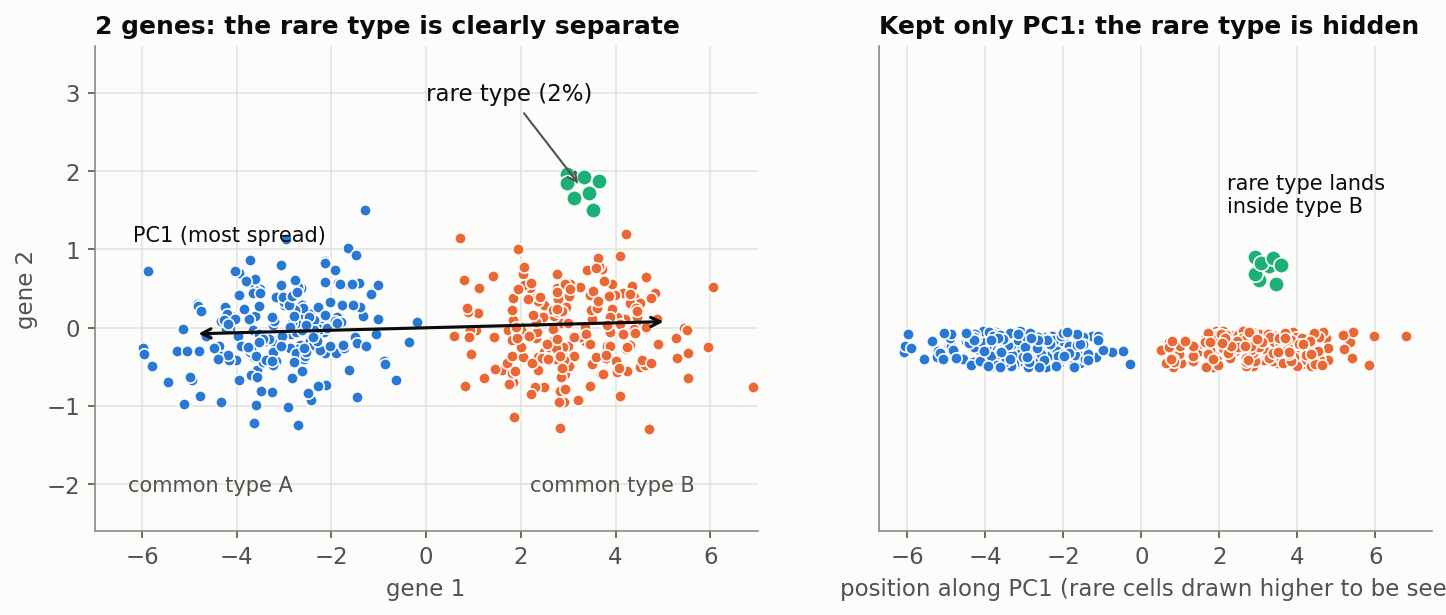 2 genes: the rare type is clearly separate
Kept only PC1: the rare type is hidden
rare type (2%)
PC1 (most spread)
common type A
common type B
gene 2
3
2
1
0
−1
−2
−6
−4
−2
0
2
4
6
gene 1
rare type lands
inside type B
−6
−4
−2
0
2
4
6
position along PC1 (rare cells drawn higher to be see